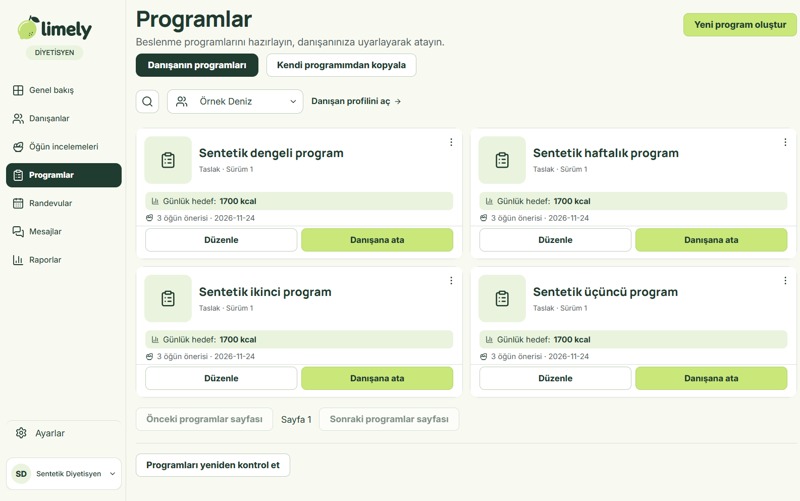 limely
DİYETİSYEN
Genel bakış
Danışanlar
Öğün incelemeleri
Programlar
Randevular
Mesajlar
Raporlar
Ayarlar
SD Sentetik Diyetisyen
Programlar
Beslenme programlarını hazırlayın, danışanınıza uyarlayarak atayın.
Yeni program oluştur
Danışanın programları
Kendi programımdan kopyala
Örnek Deniz
Danışan profilini aç →
Sentetik dengeli program
Taslak · Sürüm 1
Günlük hedef: 1700 kcal
3 öğün önerisi · 2026-11-24
Düzenle
Danışana ata
Sentetik haftalık program
Taslak · Sürüm 1
Günlük hedef: 1700 kcal
3 öğün önerisi · 2026-11-24
Düzenle
Danışana ata
Sentetik ikinci program
Taslak · Sürüm 1
Günlük hedef: 1700 kcal
3 öğün önerisi · 2026-11-24
Düzenle
Danışana ata
Sentetik üçüncü program
Taslak · Sürüm 1
Günlük hedef: 1700 kcal
3 öğün önerisi · 2026-11-24
Düzenle
Danışana ata
Önceki programlar sayfası
Sayfa 1
Sonraki programlar sayfası
Programları yeniden kontrol et